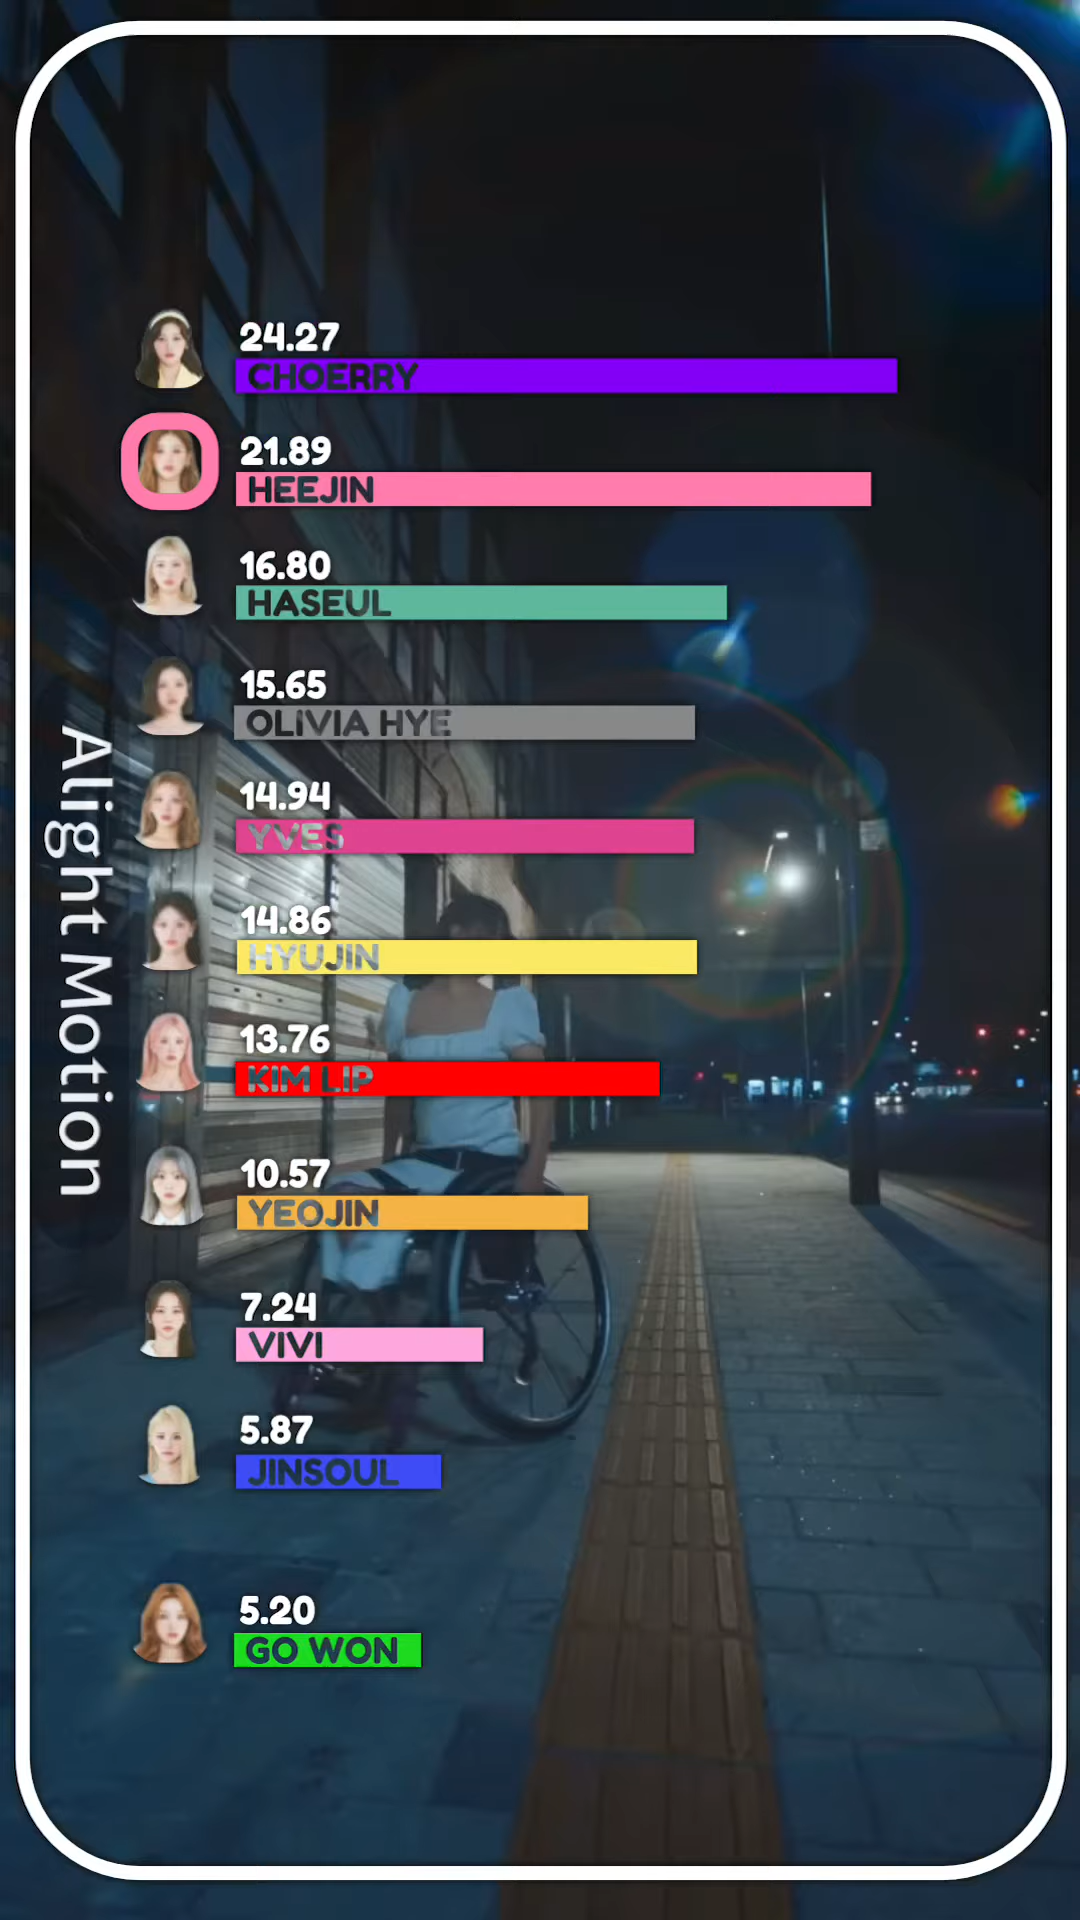 24.27
CHOERRY
21.89
HEEJIN
16.80
HASEUL
15.65
OLIVIA HYE
14.94
YVES
14.86
HYUJIN
13.76
KIM LIP
10.57
YEOJIN
7.24
VIVI
5.87
JINSOUL
5.20
GO WON
Alight Motion